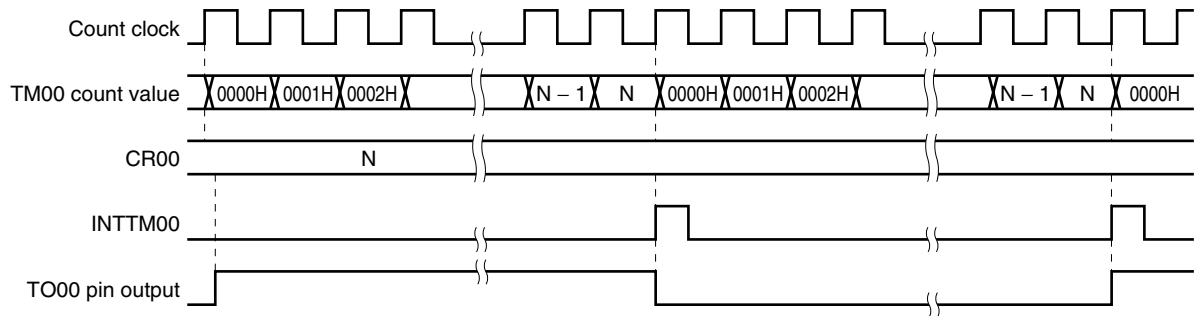 Count clock
TM00 count value 0000H 0001H 0002H N – 1 N 0000H 0001H 0002H N – 1 N 0000H
CR00 N
INTTM00
TO00 pin output